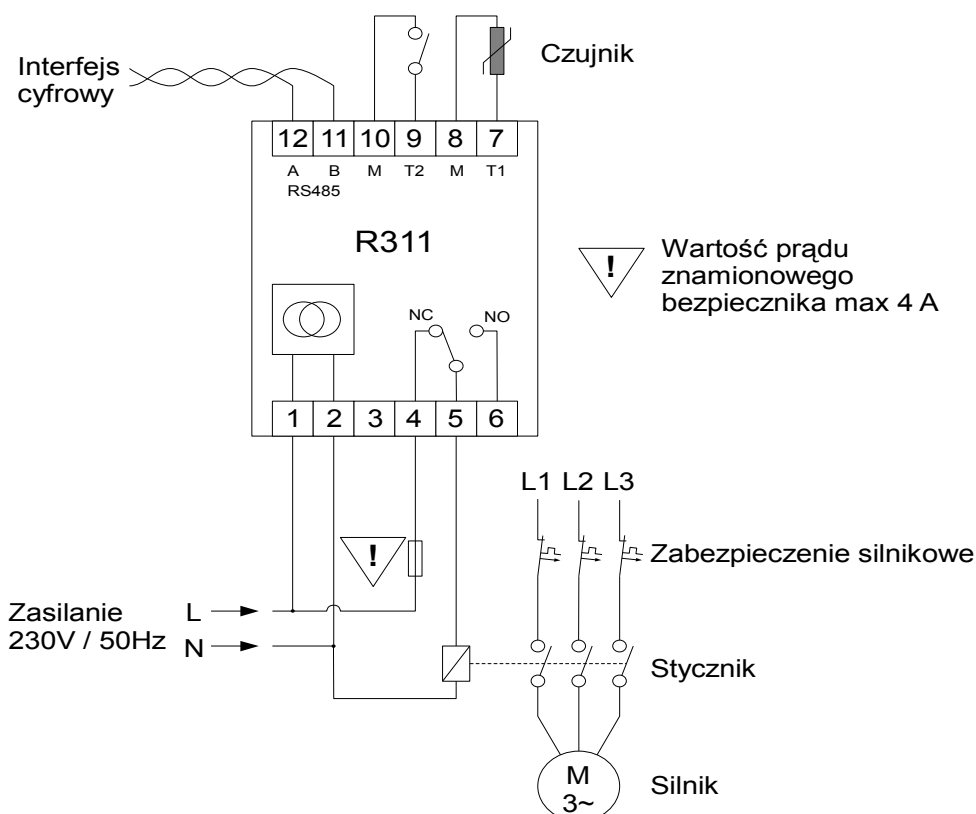 Czujnik
Interfejs
cyfrowy
12 11 10 9 8 7
A B M T2 M T1
RS485
R311
! Wartość prądu
znamionowego
bezpiecznika max 4 A
NC NO
1 2 3 4 5 6
L1 L2 L3
! Zabezpieczenie silnikowe
Zasilanie L
230V / 50Hz N
Stycznik
M
3~
Silnik